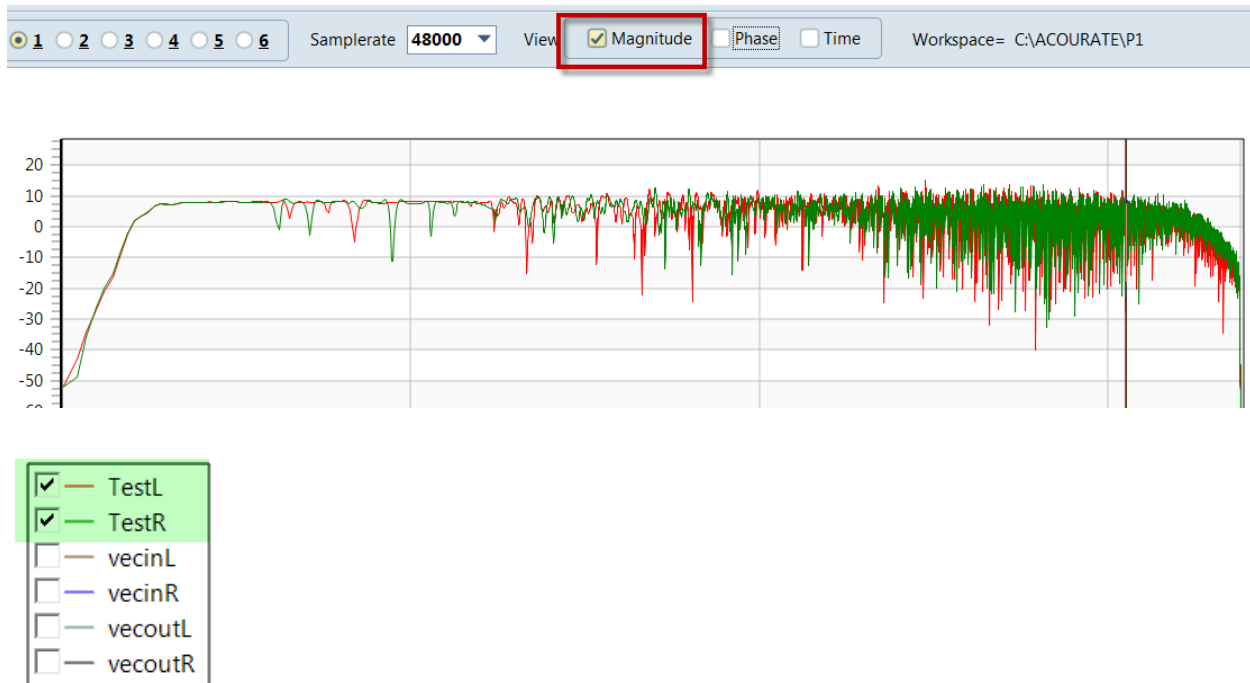 1 2 3 4 5 6 Samplerate 48000 View Magnitude Phase Time Workspace= C:\ACOURATE\P1
20
10
0
-10
-20
-30
-40
-50
TestL
TestR
vecinL
vecinR
vecoutL
vecoutR